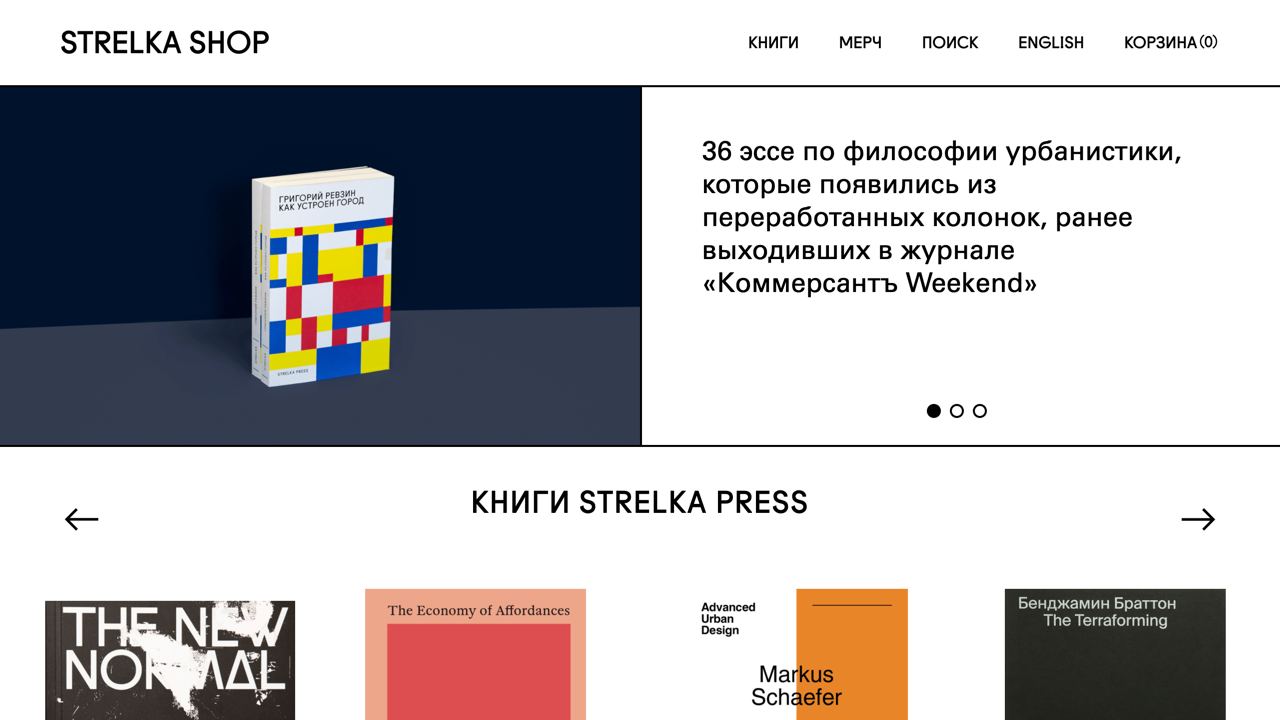 STRELKA SHOP
КНИГИ
МЕРЧ
ПОИСК
ENGLISH
КОРЗИНА(0)
ГРИГОРИЙ РЕВЗИН
КАК УСТРОЕН ГОРОД
STRELKA PRESS
36 эссе по философии урбанистики,
которые появились из
переработанных колонок, ранее
выходивших в журнале
«Коммерсантъ Weekend»
КНИГИ STRELKA PRESS
THE NEW
NORMAL
The Economy of Affordances
Advanced
Urban
Design
Markus
Schaefer
Бенджамин Браттон
The Terraforming